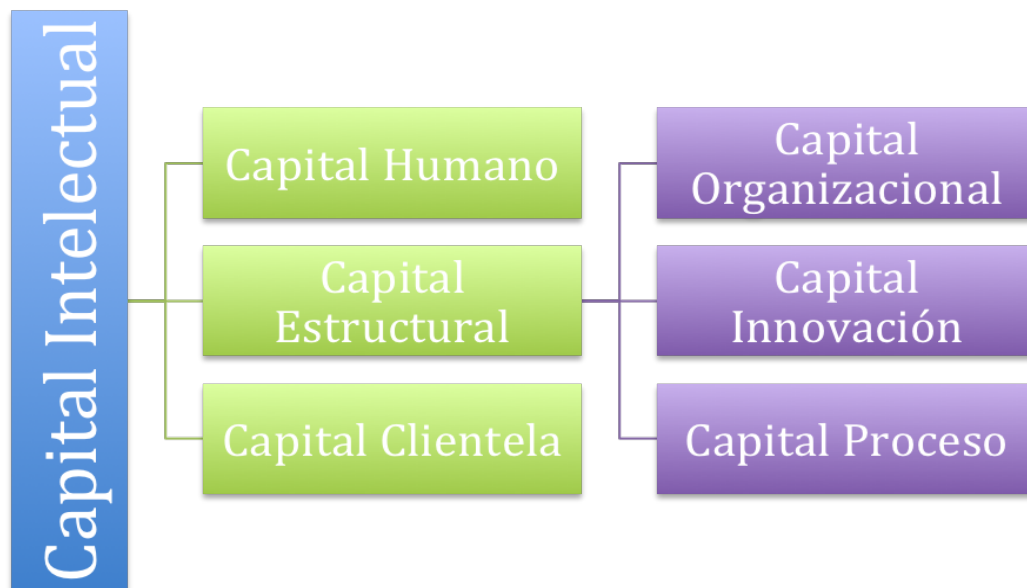 Capital Intelectual
Capital Humano
Capital
Estructural
Capital Clientela
Capital
Organizacional
Capital
Innovación
Capital Proceso